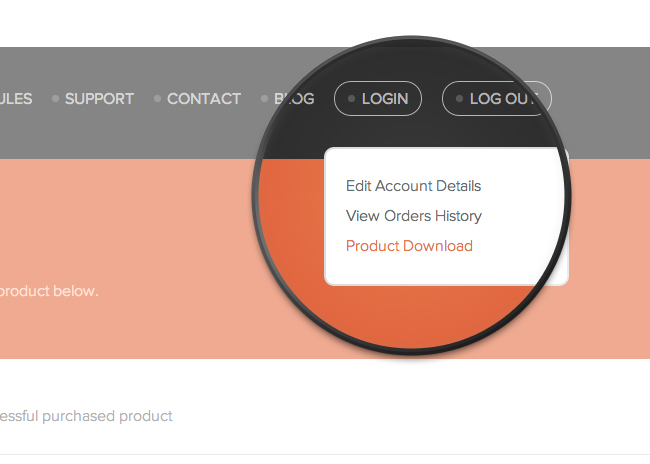 ULES SUPPORT CONTACT BLOG LOGIN LOG OUT
Edit Account Details
View Orders History
Product Download
product below.
essful purchased product